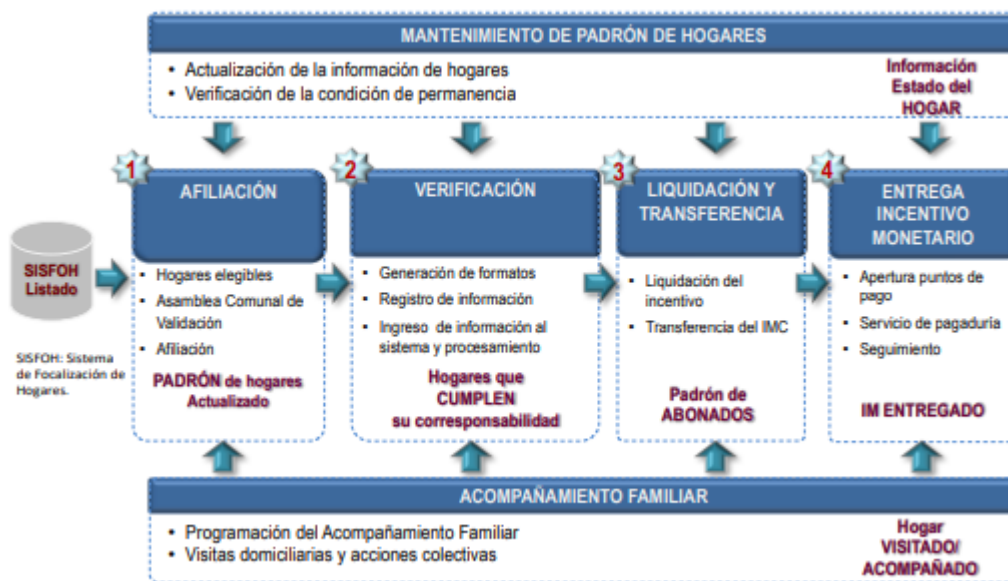 MANTENIMIENTO DE PADRÓN DE HOGARES
• Actualización de la información de hogares
• Verificación de la condición de permanencia
Información
Estado del
HOGAR
1
AFILIACIÓN
2
VERIFICACIÓN
3
LIQUIDACIÓN Y
TRANSFERENCIA
4
ENTREGA
INCENTIVO
MONETARIO
SISFOH
Listado
SISFOH: Sistema
de Focalización de
Hogares.
▪ Hogares elegibles
▪ Asamblea Comunal de
Validación
▪ Afiliación
PADRÓN de hogares
Actualizado
▪ Generación de formatos
▪ Registro de información
▪ Ingreso de información al
sistema y procesamiento
Hogares que
CUMPLEN
su corresponsabilidad
▪ Liquidación del
incentivo
▪ Transferencia del IMC
Padrón de
ABONADOS
▪ Apertura puntos de
pago
▪ Servicio de pagaduría
▪ Seguimiento
IM ENTREGADO
ACOMPAÑAMIENTO FAMILIAR
• Programación del Acompañamiento Familiar
• Visitas domiciliarias y acciones colectivas
Hogar
VISITADO/
ACOMPAÑADO